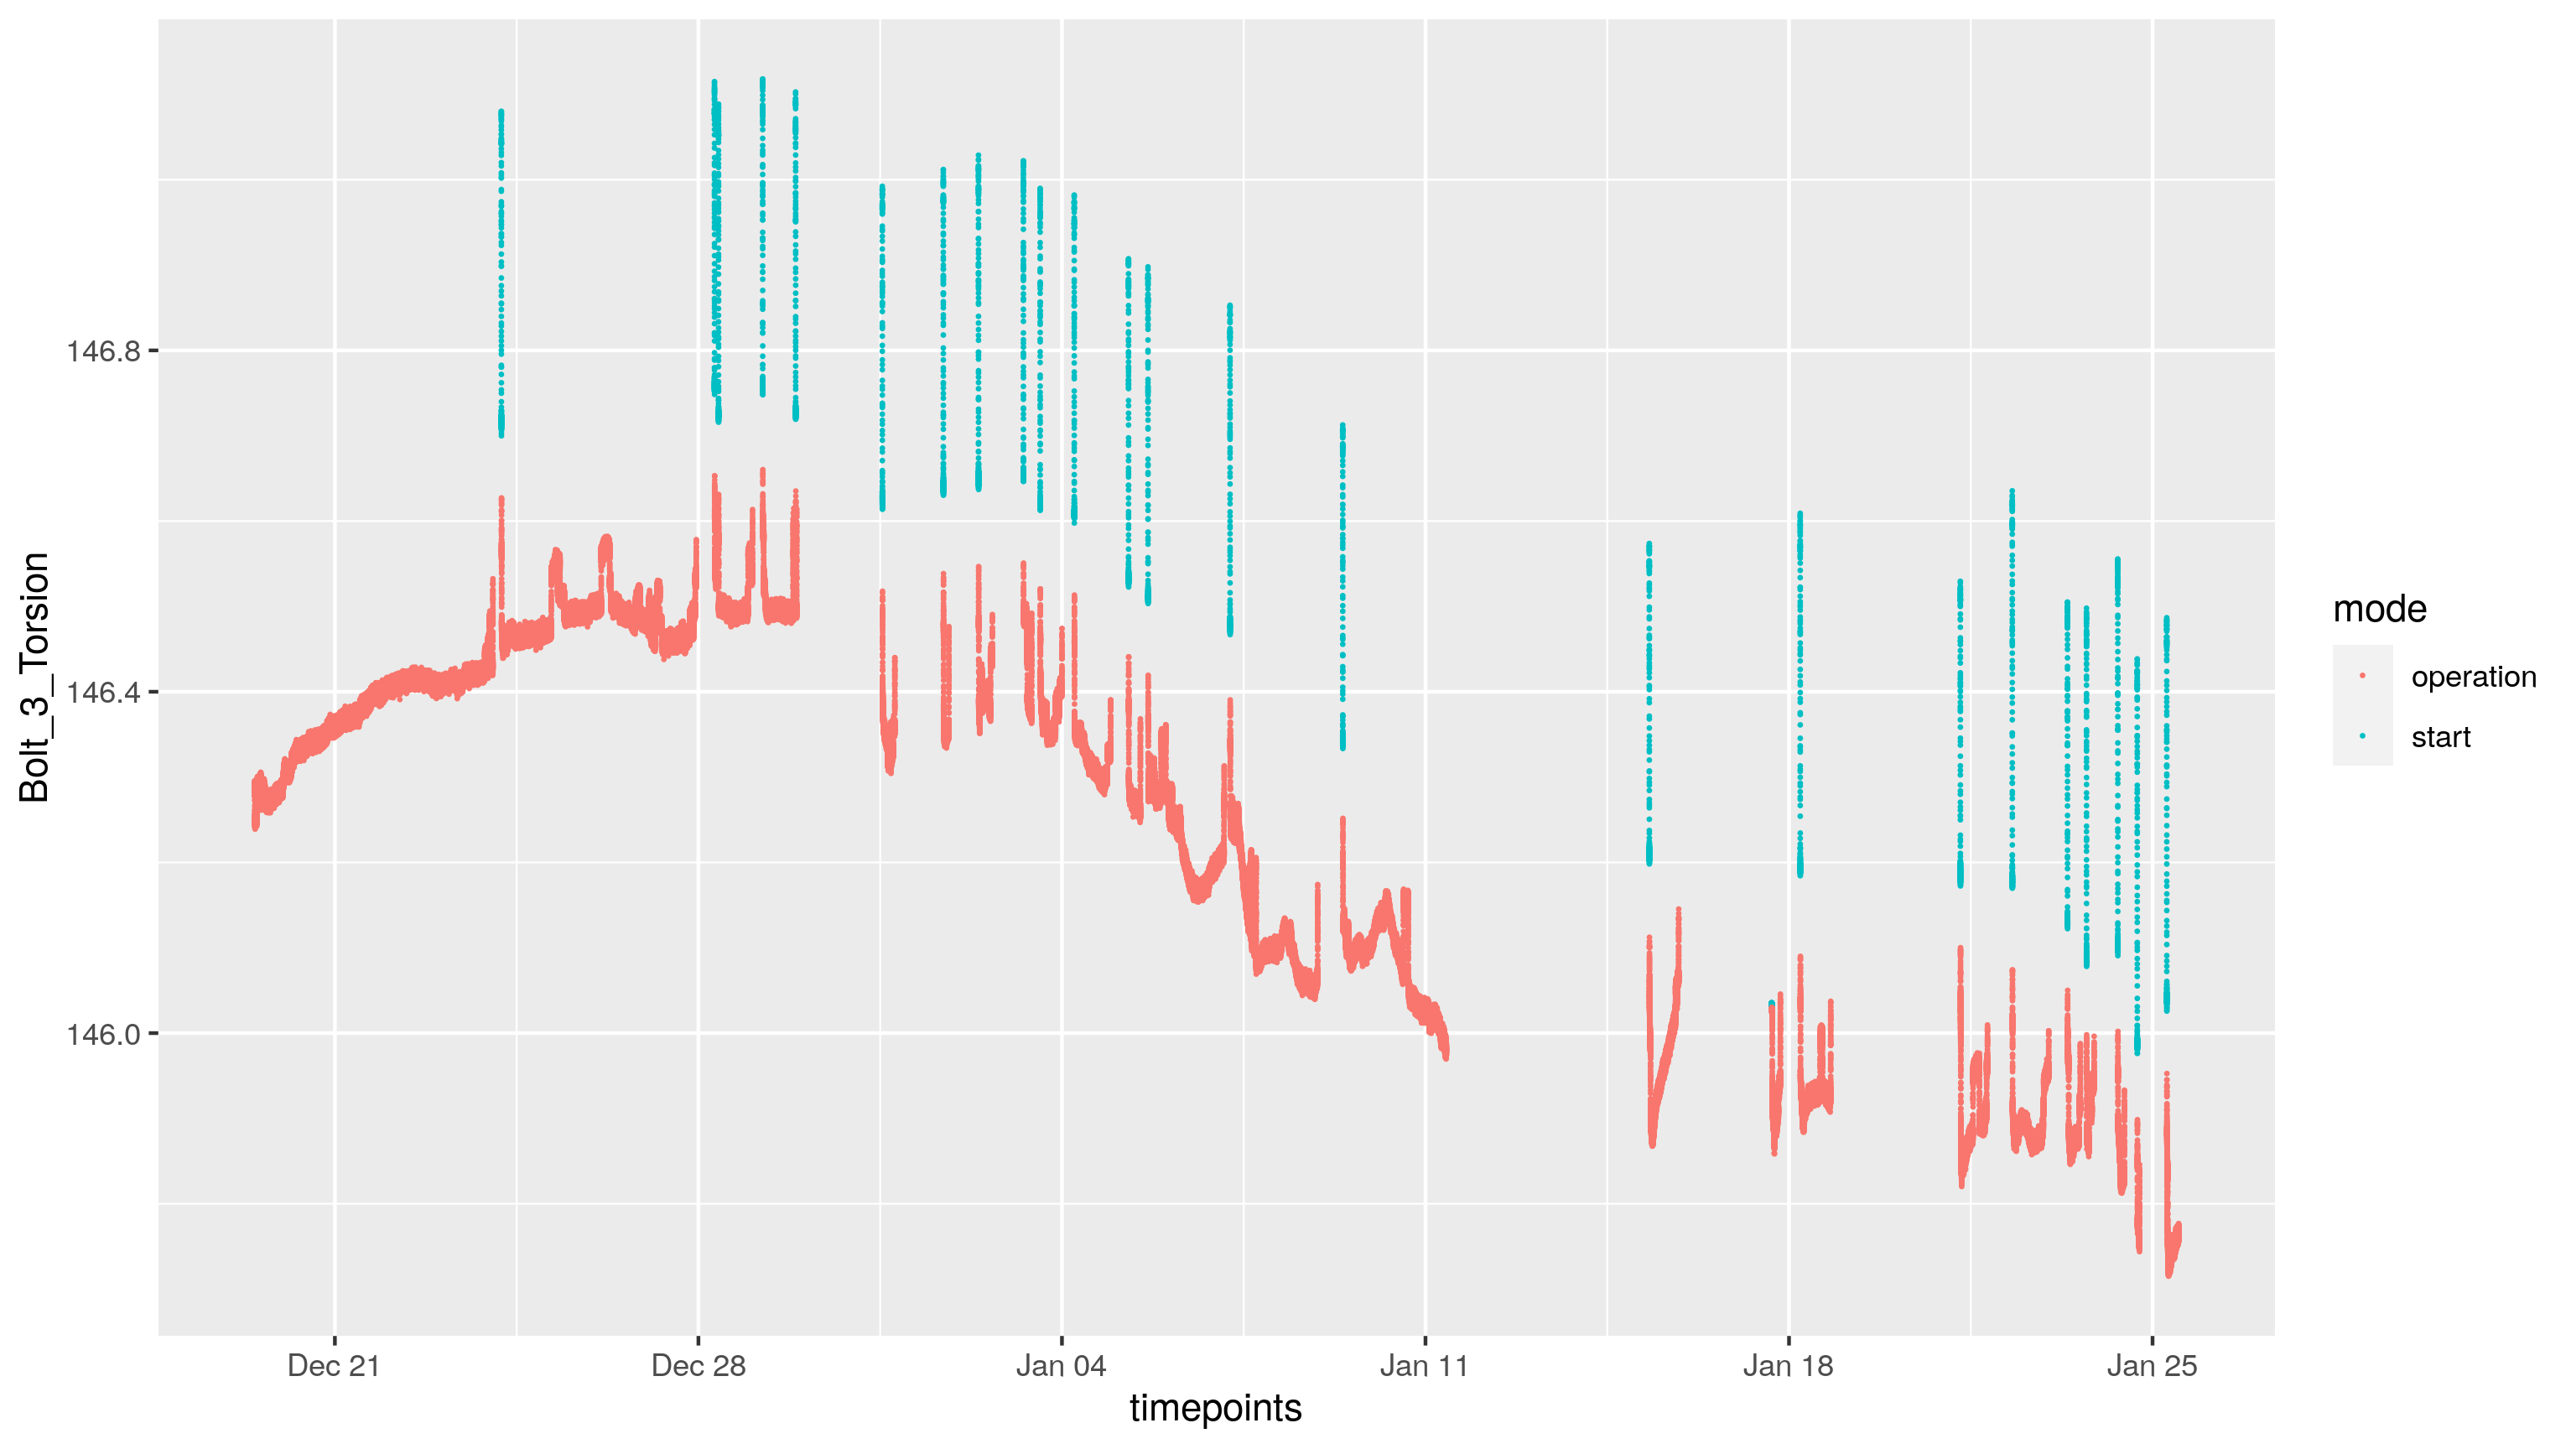 Bolt_3_Torsion
146.8
146.4
146.0
Dec 21
Dec 28
Jan 04
Jan 11
Jan 18
Jan 25
timepoints
mode
operation
start